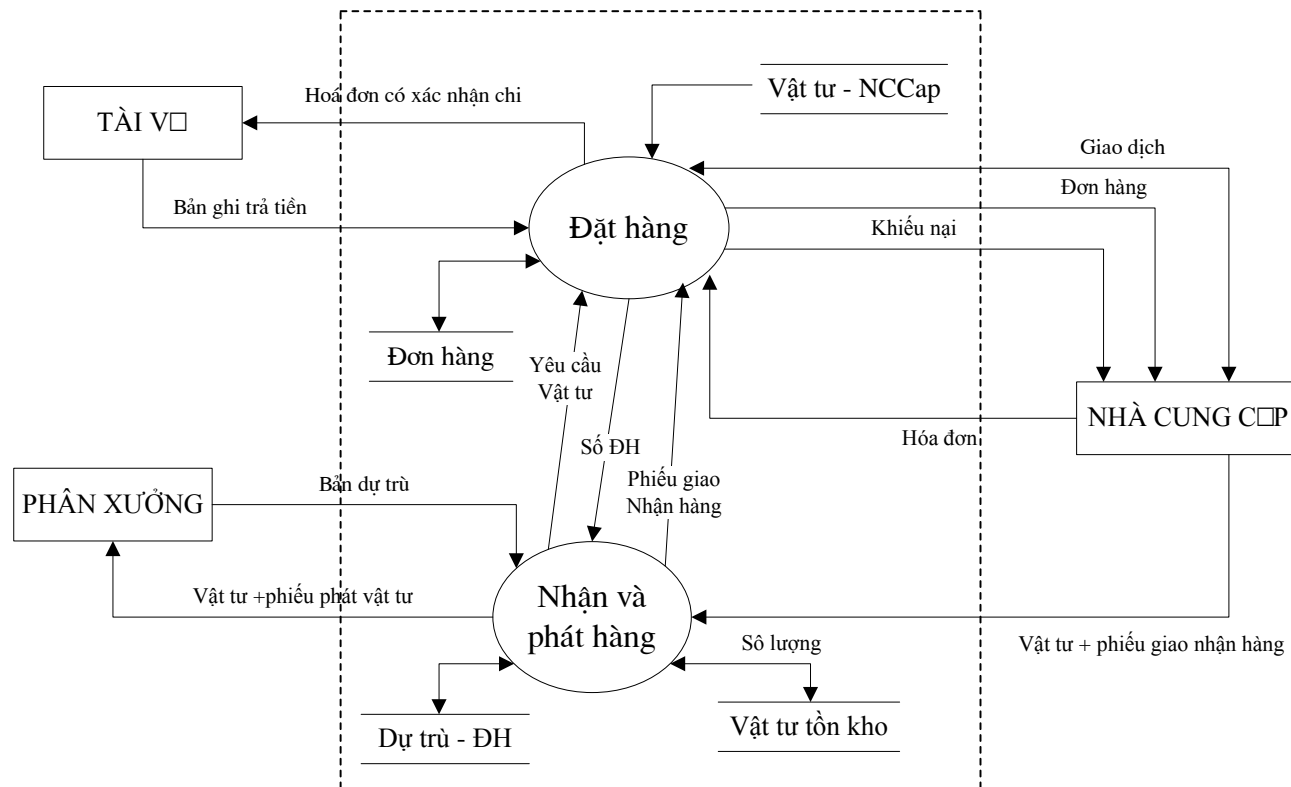 Vật tư - NCCap
Hoá đơn có xác nhận chi
TÀI V□
Giao dịch
Đơn hàng
Bản ghi trả tiền
Đặt hàng
Khiếu nại
Đơn hàng
Yêu cầu
Vật tư
Số ĐH
Phiếu giao
Nhận hàng
Hóa đơn
NHÀ CUNG C□P
Bản dự trù
PHÂN XƯỞNG
Vật tư +phiếu phát vật tư
Nhận và
phát hàng
Sô lượng
Vật tư + phiếu giao nhận hàng
Dự trù - ĐH
Vật tư tồn kho